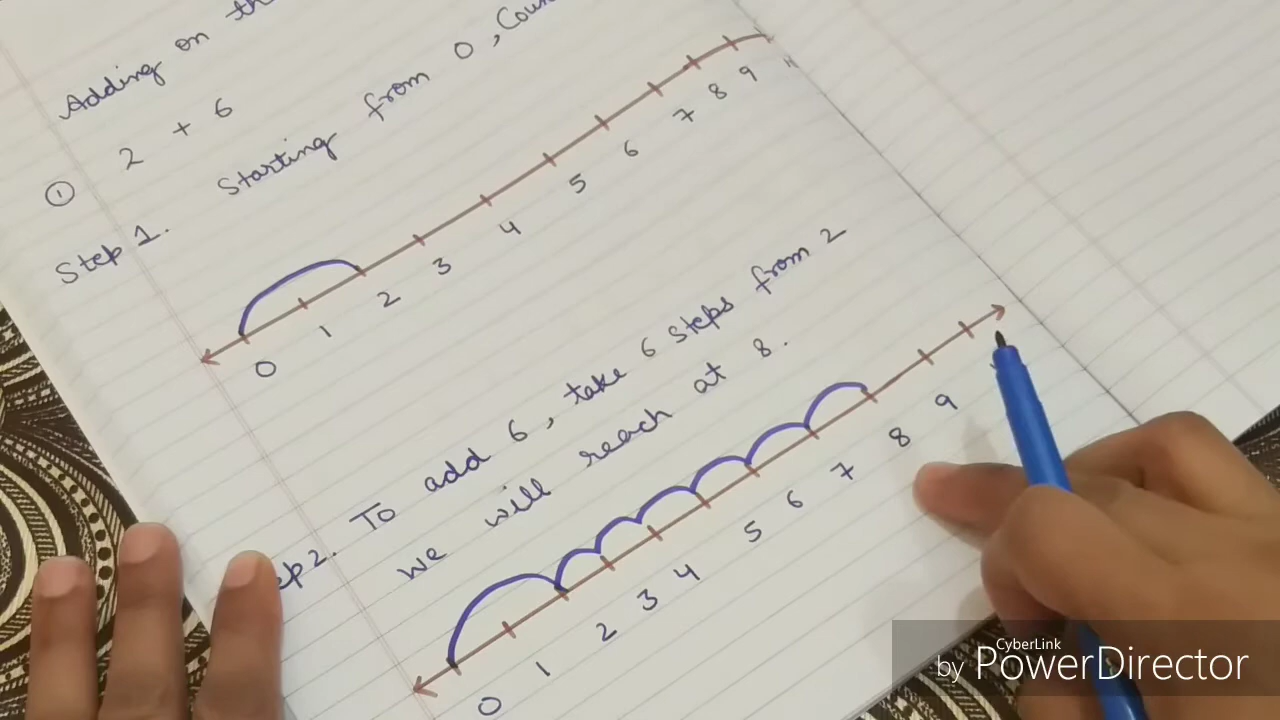 Adding on
① 2 + 6
Step 1. Starting from 0,
0 1 2 3 4 5 6 7 8 9
To add 6, take 6 steps from 2
we will reach at 8.
0 1 2 3 4 5 6 7 8 9
CyberLink
by PowerDirector